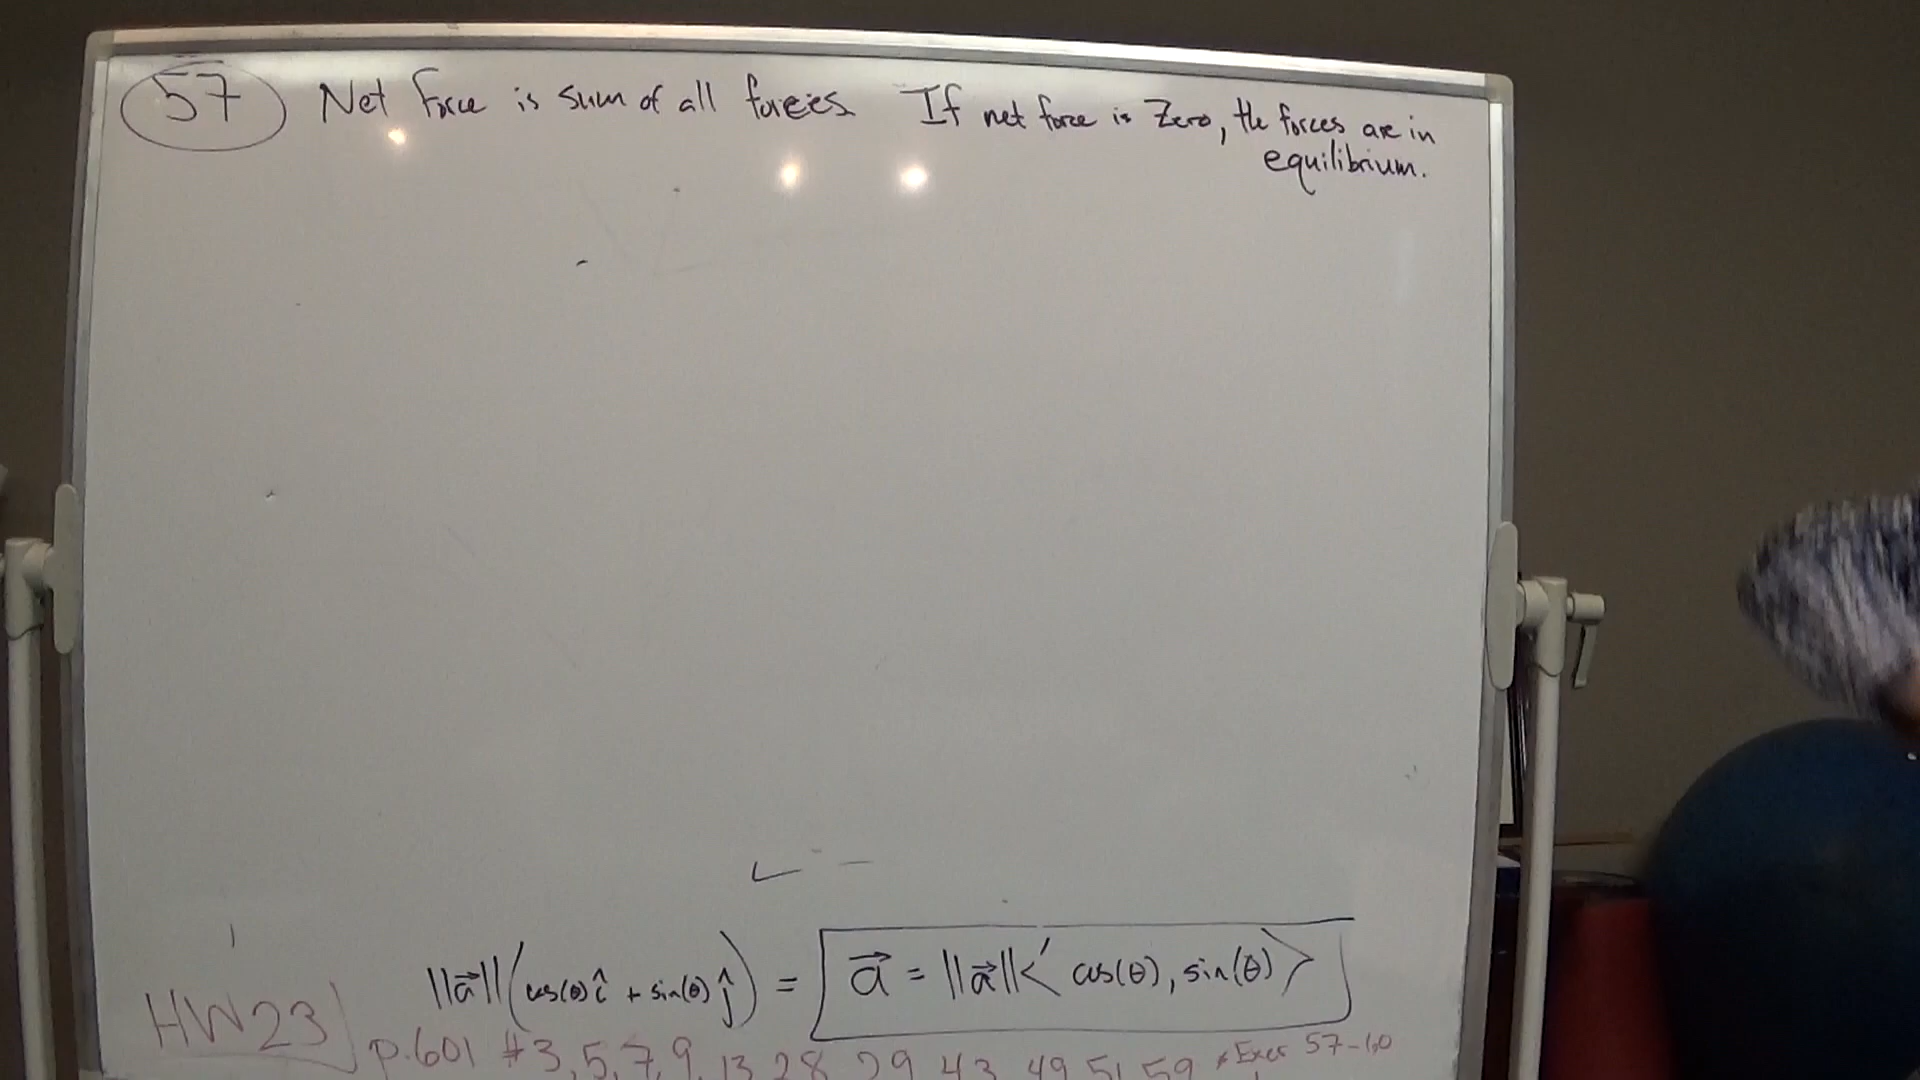 57 Net Force is sum of all forces. If net force is Zero, the forces are in
equilibrium.
||a⃗||(cos(θ)î + sin(θ)ĵ) = a⃗ = ||a⃗||< cos(θ), sin(θ) >
HW23 p.601 #3, 5, 7, 9, 13, 28, 29, 43, 49, 51, 59 *Exer 57-60